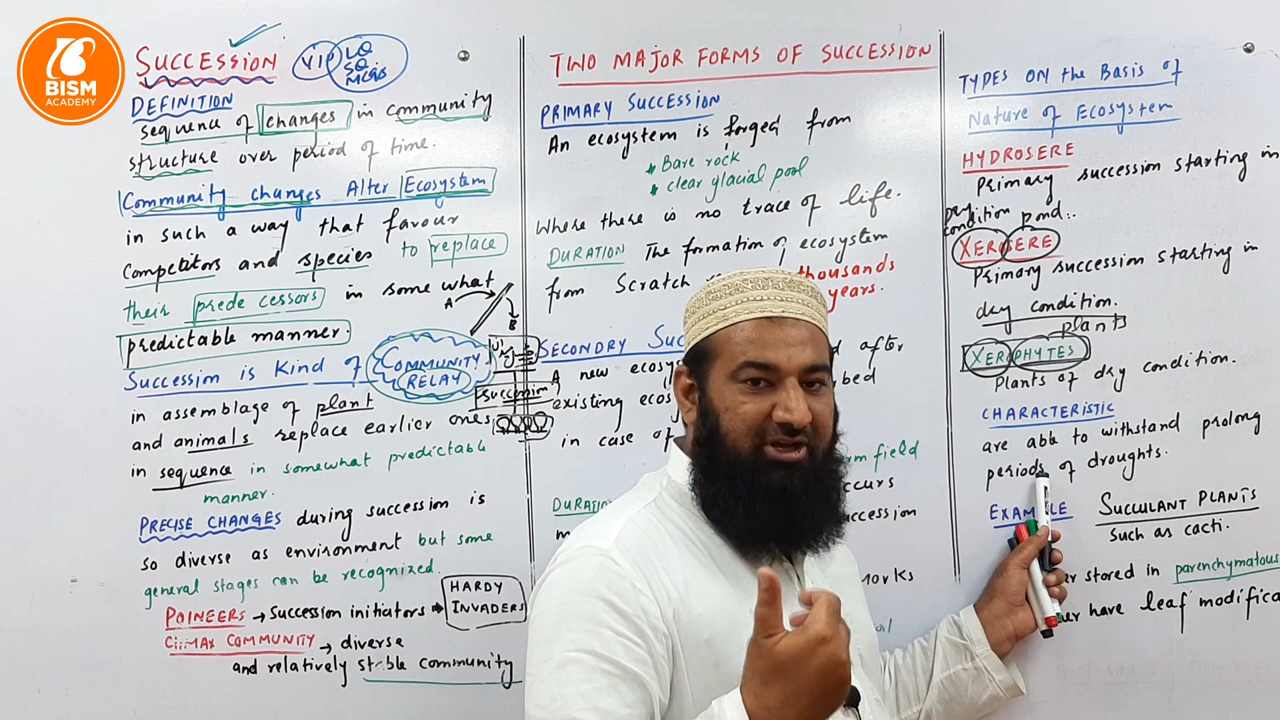 BISM
ACADEMY
SUCCESSION
VIP LQ
SQ
MCQS
DEFINITION
sequence of changes in community
structure over period of time.
Community changes Alter Ecosystem
in such a way that favour
Competitors and species to replace
their prede cessors in some what
predictable manner.
A
B
SUCCESSION is Kind of COMMUNITY
RELAY
in assemblage of plant
and animals replace earlier ones
in sequence in somewhat predictable
manner.
succession
PRECISE CHANGES during succession is
so diverse as environment but some
general stages can be recognized.
POINEERS → Succession initiators → HARDY
INVADERS
CLIMAX COMMUNITY → diverse
and relatively stable community
TWO MAJOR FORMS OF SUCCESSION
PRIMARY SUCCESSION
An ecosystem is forged from
Bare rock
clear glacial pool
Where there is no trace of life.
DURATION The formation of ecosystem
from Scratch
thousands
years.
SECONDRY
A new
after
existing
bed
in case of
field
occurs
DURATION
succession
TYPES ON the Basis of
Nature of Ecosystem
HYDROSERE
Primary succession starting in
pond.
dry
condition
XEROSERE
Primary succession starting in
dry condition.
plants
XEROPHYTES
Plants of dry condition.
CHARACTERISTIC
are able to withstand prolong
periods of droughts.
EXAMPLE SUCCULANT PLANTS
such as cacti.
stored in parenchymatous
have leaf modifica